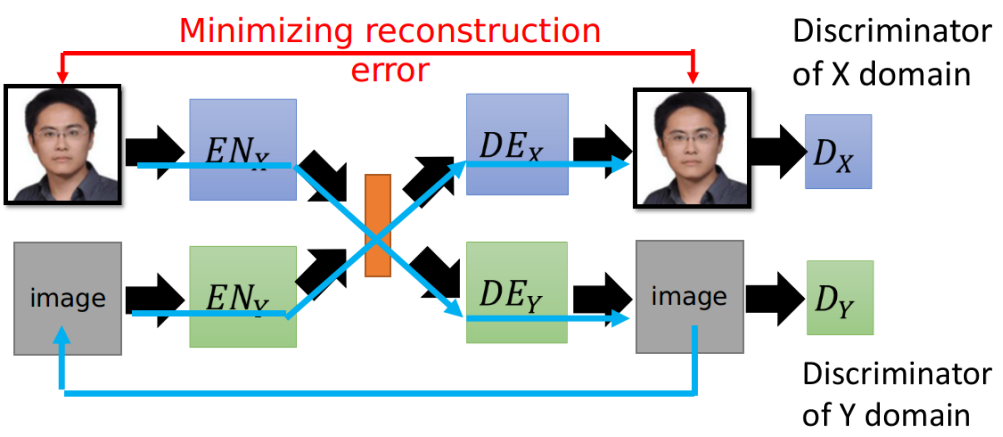 Minimizing reconstruction
error
Discriminator
of X domain
EN_X
DE_X
D_X
image
EN_Y
DE_Y
image
D_Y
Discriminator
of Y domain